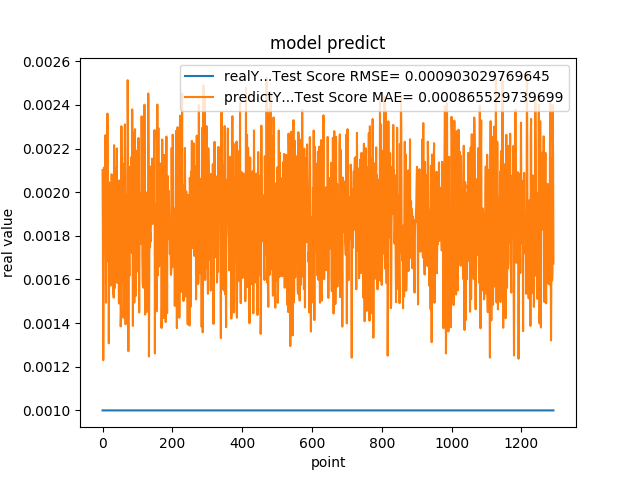 model predict
realY...Test Score RMSE= 0.000903029769645
predictY...Test Score MAE= 0.000865529739699
real value
0.0026
0.0024
0.0022
0.0020
0.0018
0.0016
0.0014
0.0012
0.0010
0 200 400 600 800 1000 1200
point